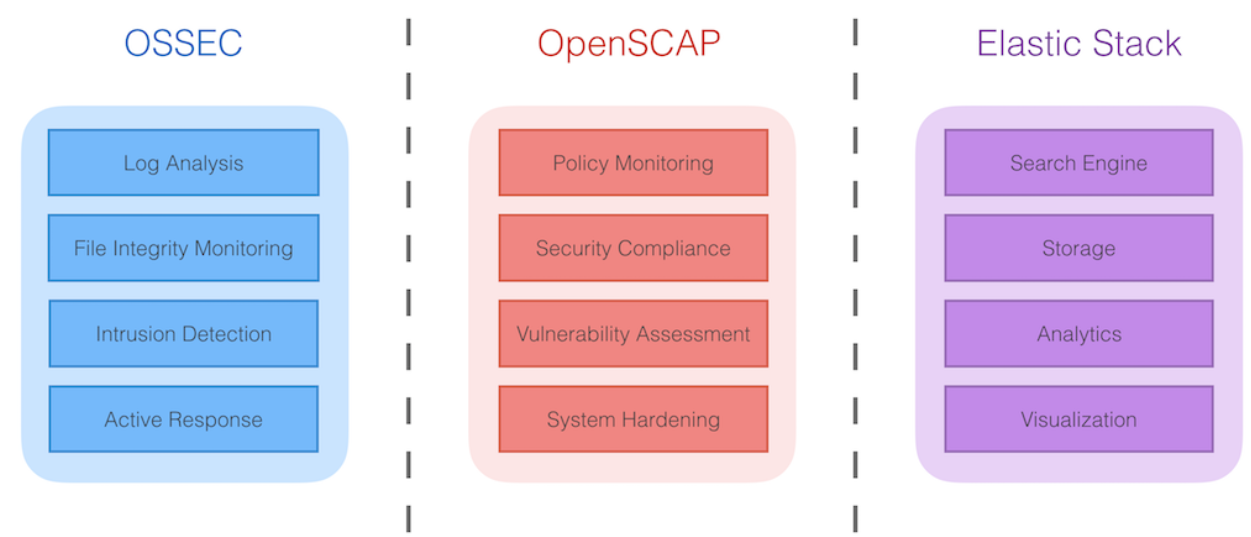 OSSEC
Log Analysis
File Integrity Monitoring
Intrusion Detection
Active Response
OpenSCAP
Policy Monitoring
Security Compliance
Vulnerability Assessment
System Hardening
Elastic Stack
Search Engine
Storage
Analytics
Visualization